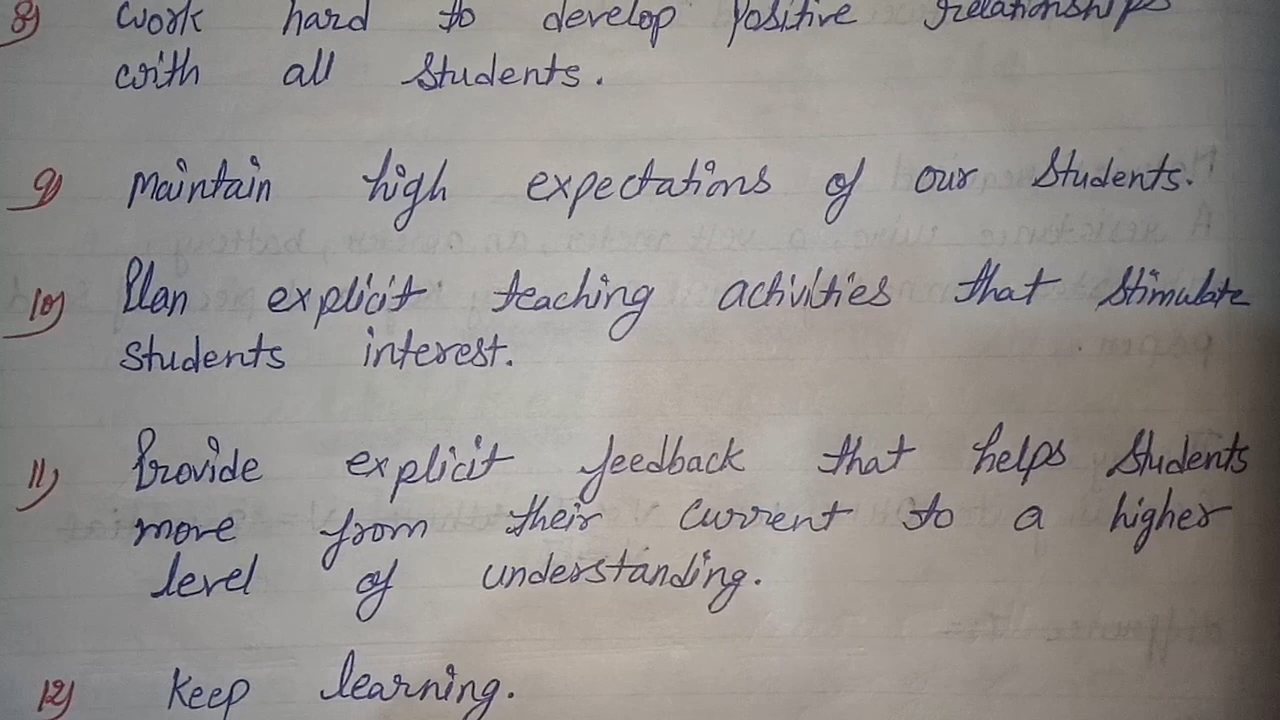 8) Work hard to develop positive relationships
with all students.
9) Maintain high expectations of our students.
10) Plan explicit teaching activities that stimulate
students interest.
11) Provide explicit feedback that helps students
more from their current to a higher
level of understanding.
12) Keep learning.